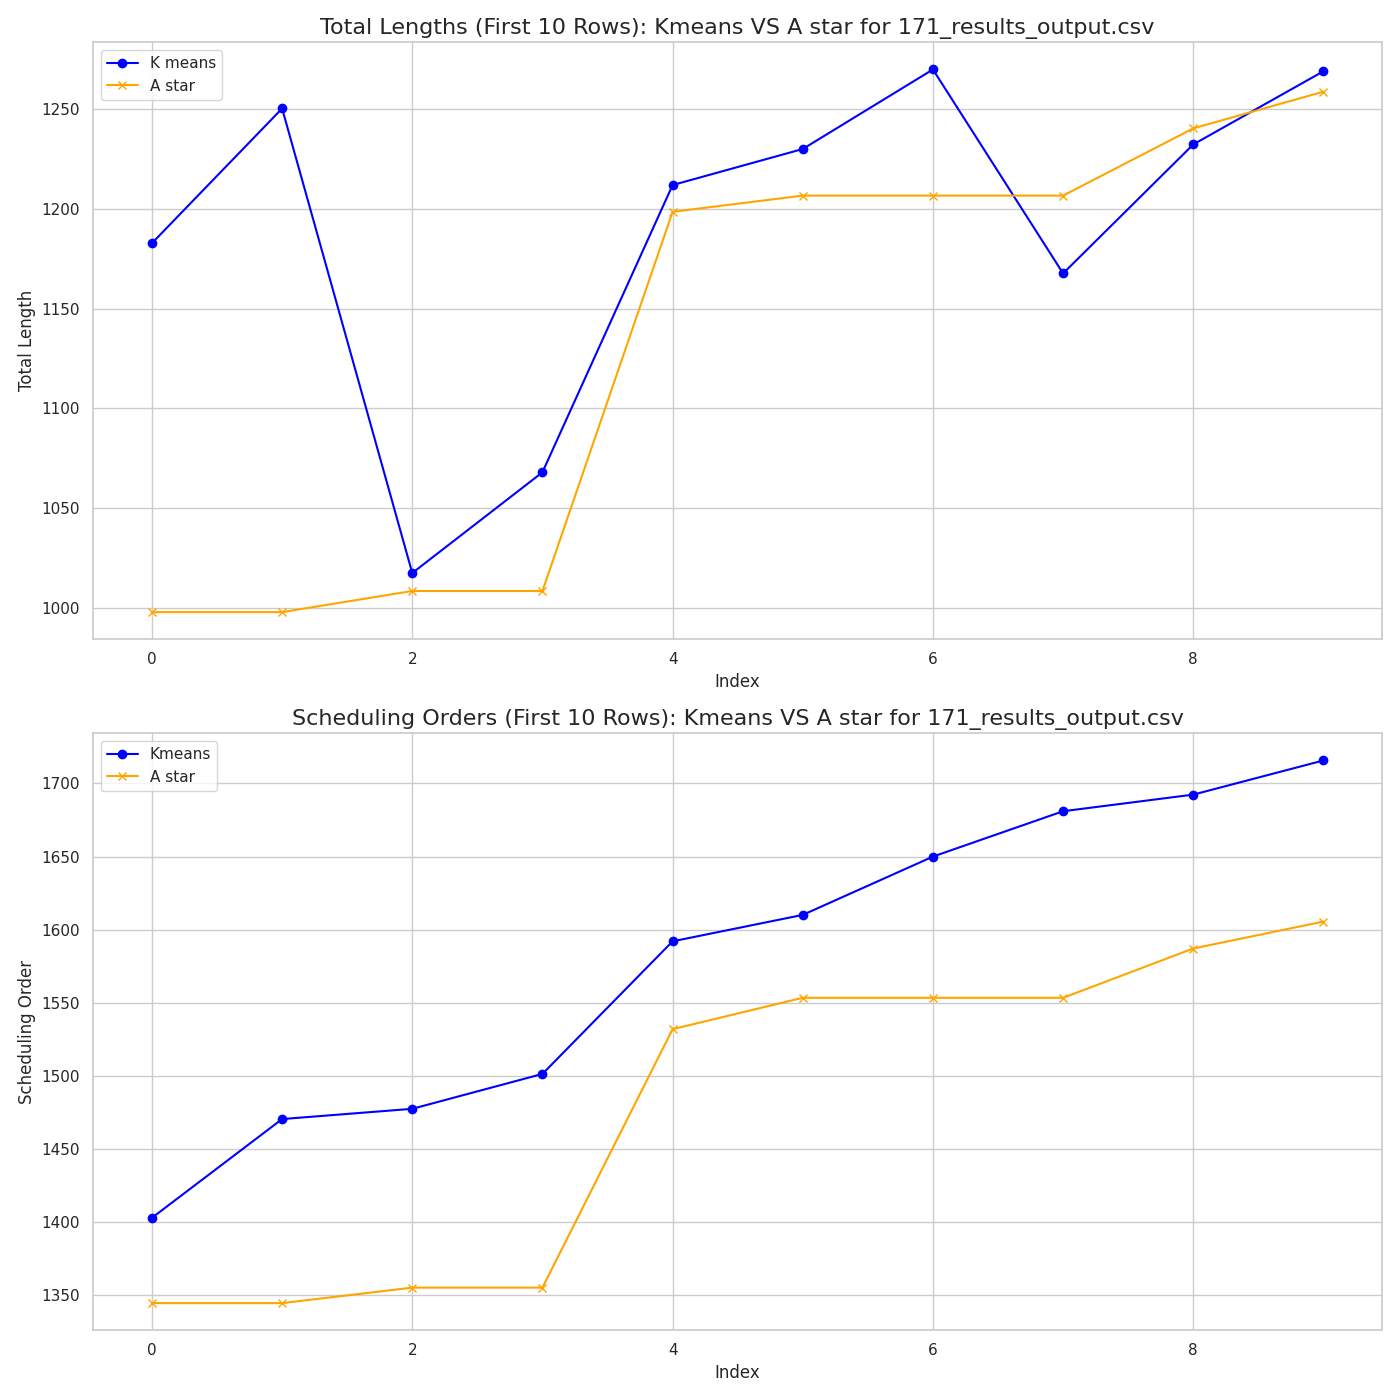 Total Lengths (First 10 Rows): Kmeans VS A star for 171_results_output.csv
K means
A star
1250
1200
1150
1100
1050
1000
Total Length
0 2 4 6 8
Index
Scheduling Orders (First 10 Rows): Kmeans VS A star for 171_results_output.csv
Kmeans
A star
1700
1650
1600
1550
1500
1450
1400
1350
Scheduling Order
0 2 4 6 8
Index